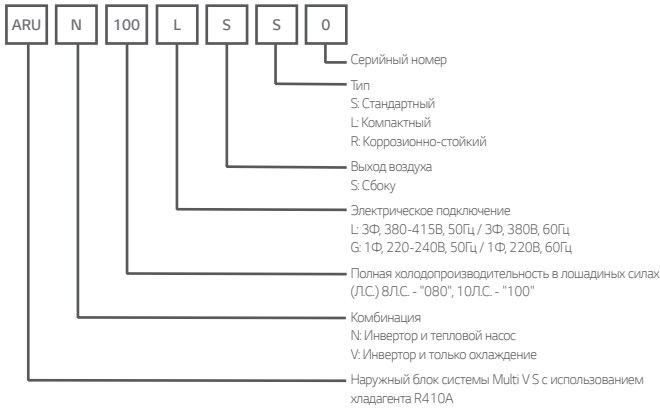 ARU N 100 L S S 0
Серийный номер
Тип
S: Стандартный
L: Компактный
R: Коррозионно-стойкий
Выход воздуха
S: Сбоку
Электрическое подключение
L: 3Ф, 380-415В, 50Гц / 3Ф, 380В, 60Гц
G: 1Ф, 220-240В, 50Гц / 1Ф, 220В, 60Гц
Полная холодопроизводительность в лошадиных силах
(Л.С.) 8Л.С. - "080", 10Л.С. - "100"
Комбинация
N: Инвертор и тепловой насос
V: Инвертор и только охлаждение
Наружный блок системы Multi V S с использованием
хладагента R410A